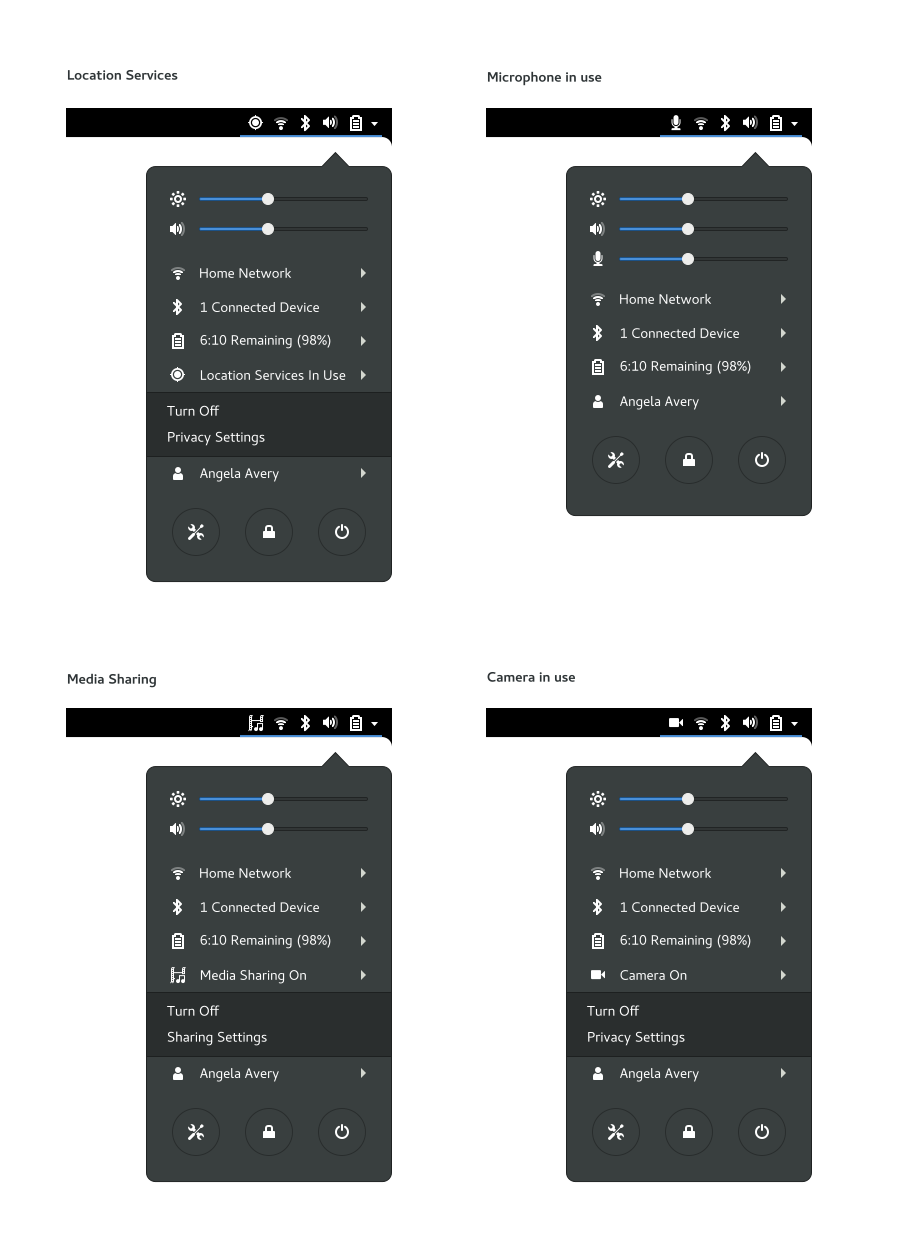 Location Services
Home Network
1 Connected Device
6:10 Remaining (98%)
Location Services In Use
Turn Off
Privacy Settings
Angela Avery
Microphone in use
Home Network
1 Connected Device
6:10 Remaining (98%)
Angela Avery
Media Sharing
Home Network
1 Connected Device
6:10 Remaining (98%)
Media Sharing On
Turn Off
Sharing Settings
Angela Avery
Camera in use
Home Network
1 Connected Device
6:10 Remaining (98%)
Camera On
Turn Off
Privacy Settings
Angela Avery